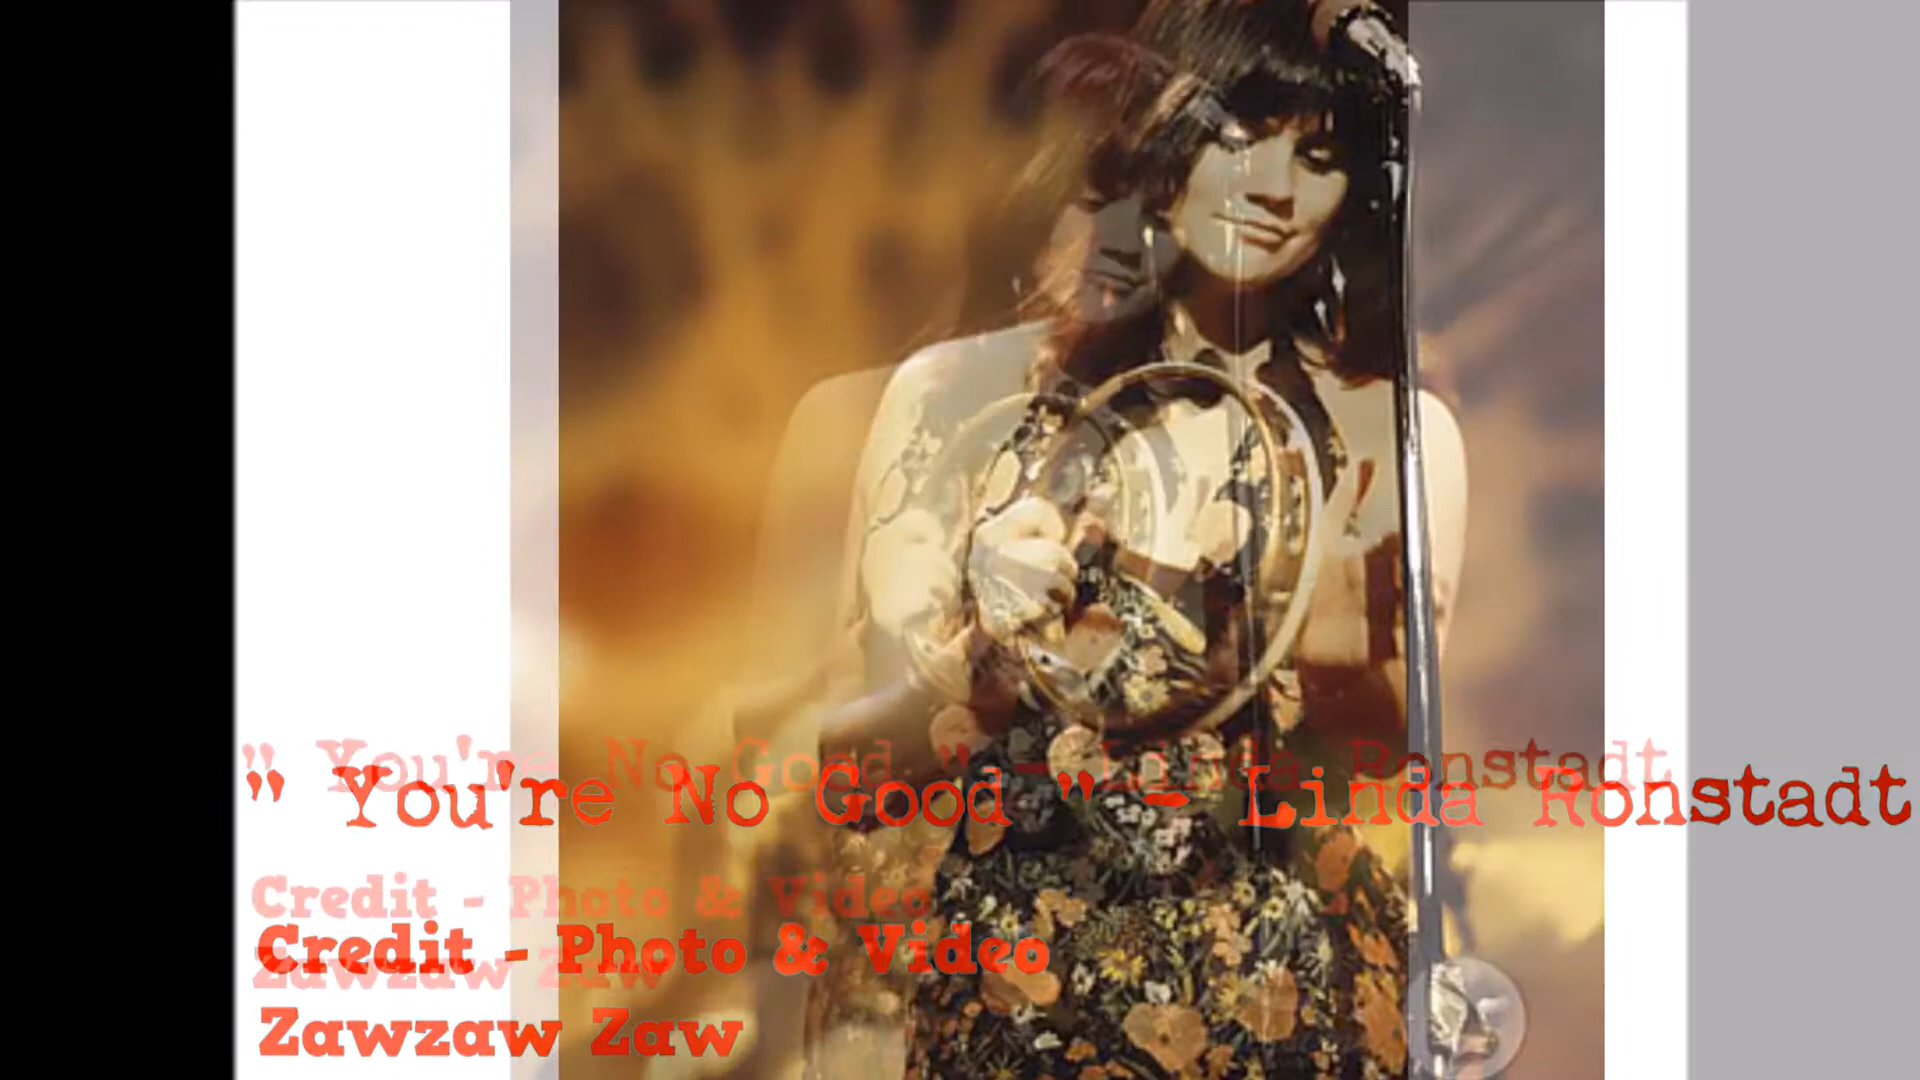 " You're No Good " - Linda Ronstadt
Credit - Photo & Video
Zawzaw Zaw